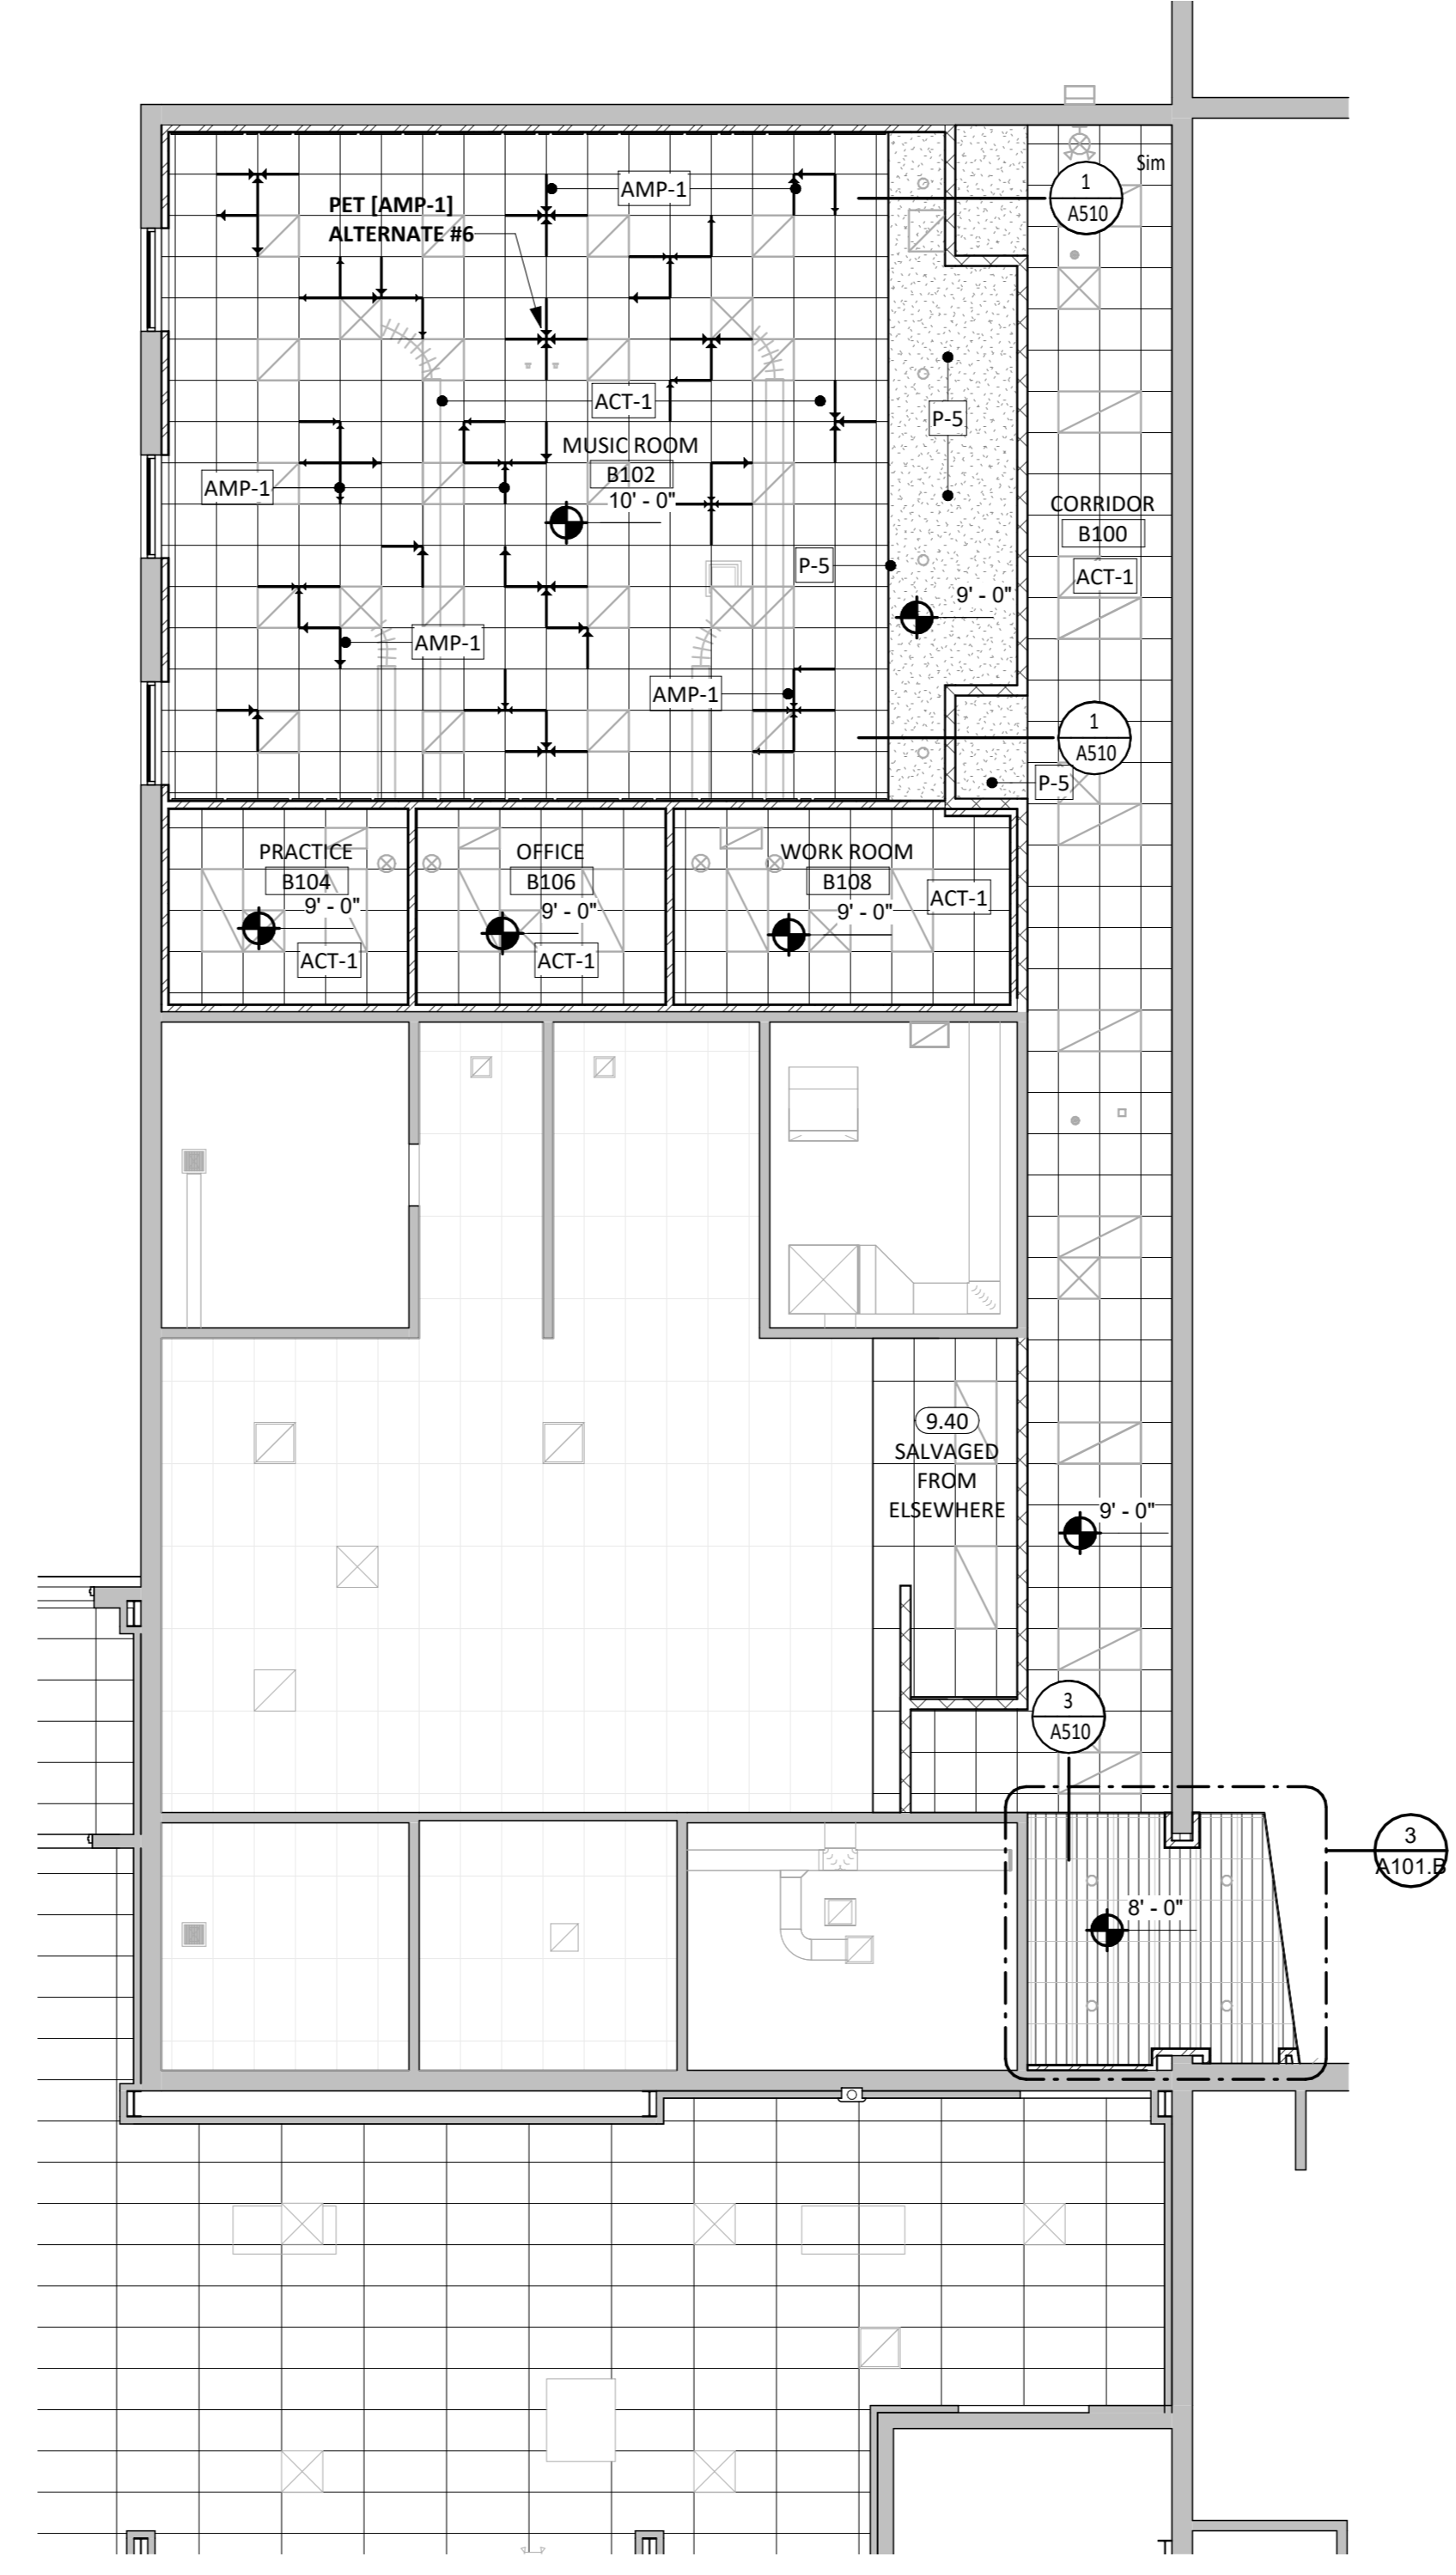 Sim
1
A510
AMP-1
PET [AMP-1]
ALTERNATE #6
ACT-1
P-5
MUSIC ROOM
B102
10' - 0"
AMP-1
CORRIDOR
B100
ACT-1
P-5
9' - 0"
AMP-1
AMP-1
1
A510
P-5
PRACTICE
B104
9' - 0"
ACT-1
OFFICE
B106
9' - 0"
ACT-1
WORK ROOM
B108
9' - 0"
ACT-1
9.40
SALVAGED
FROM
ELSEWHERE
9' - 0"
3
A510
3
A101.B
8' - 0"